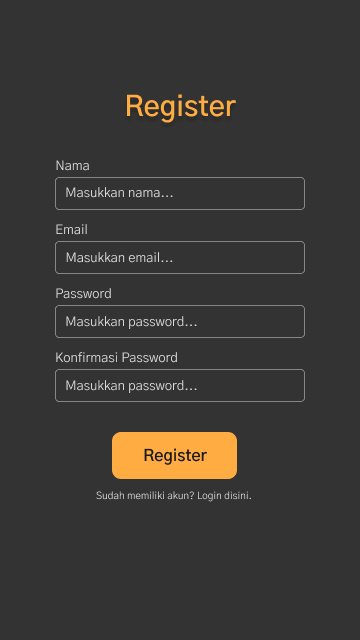 Register
Nama
Masukkan nama...
Email
Masukkan email...
Password
Masukkan password...
Konfirmasi Password
Masukkan password...
Register
Sudah memiliki akun? Login disini.